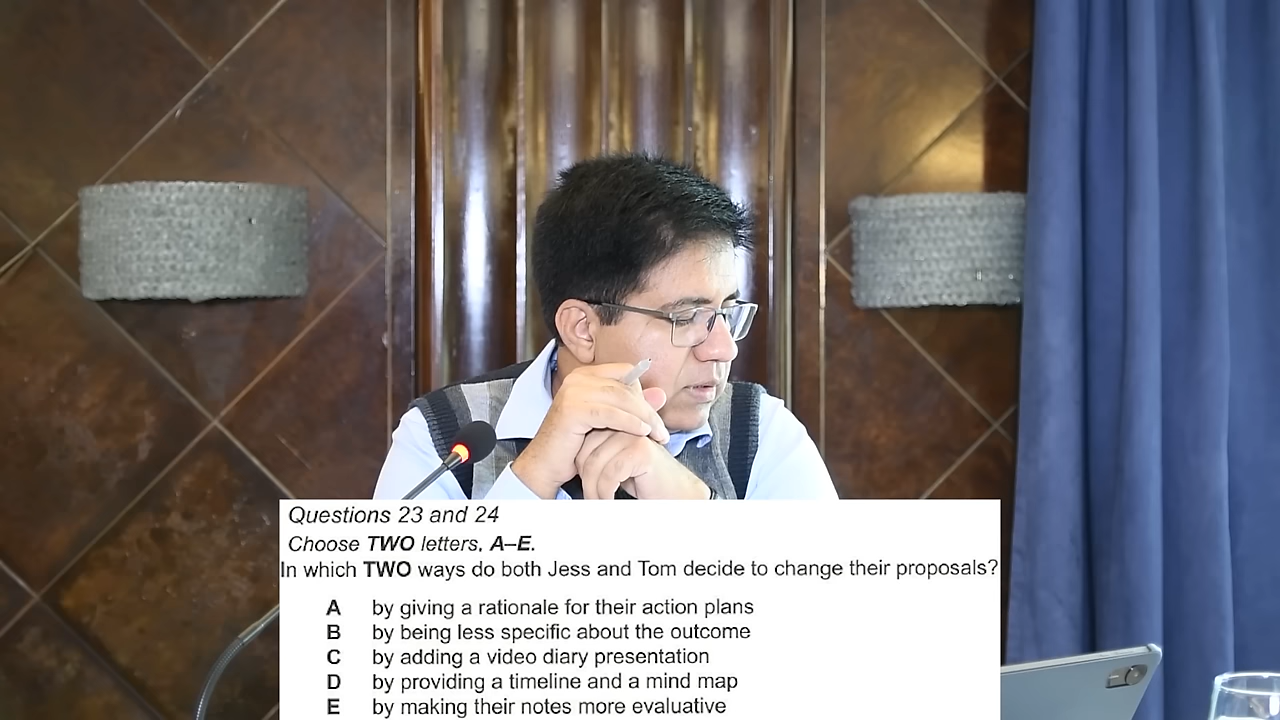 Questions 23 and 24
Choose TWO letters, A–E.
In which TWO ways do both Jess and Tom decide to change their proposals?
A by giving a rationale for their action plans
B by being less specific about the outcome
C by adding a video diary presentation
D by providing a timeline and a mind map
E by making their notes more evaluative